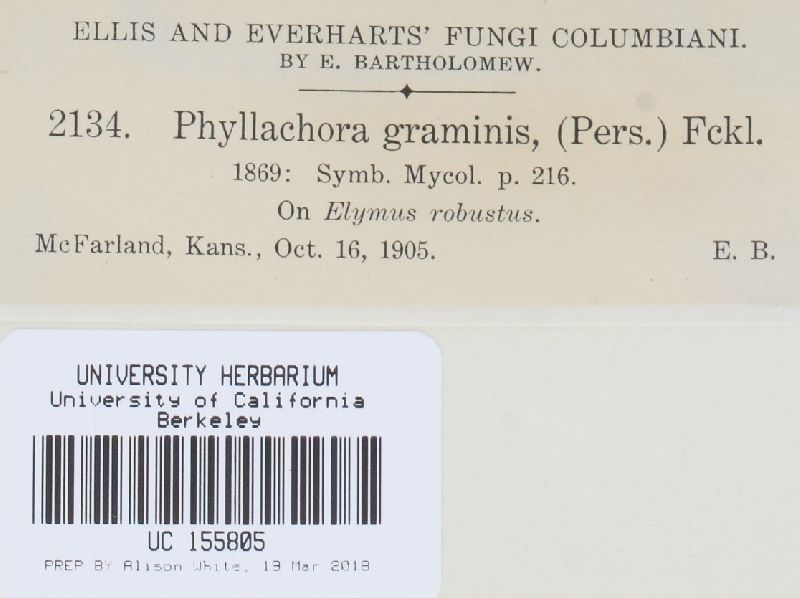 ELLIS AND EVERHARTS' FUNGI COLUMBIANI.
BY E. BARTHOLOMEW.
2134. Phyllachora graminis, (Pers.) Fckl.
1869: Symb. Mycol. p. 216.
On Elymus robustus.
McFarland, Kans., Oct. 16, 1905. E. B.
UNIVERSITY HERBARIUM
University of California
Berkeley
UC 155805
PREP BY Alison White, 19 Mar 2018